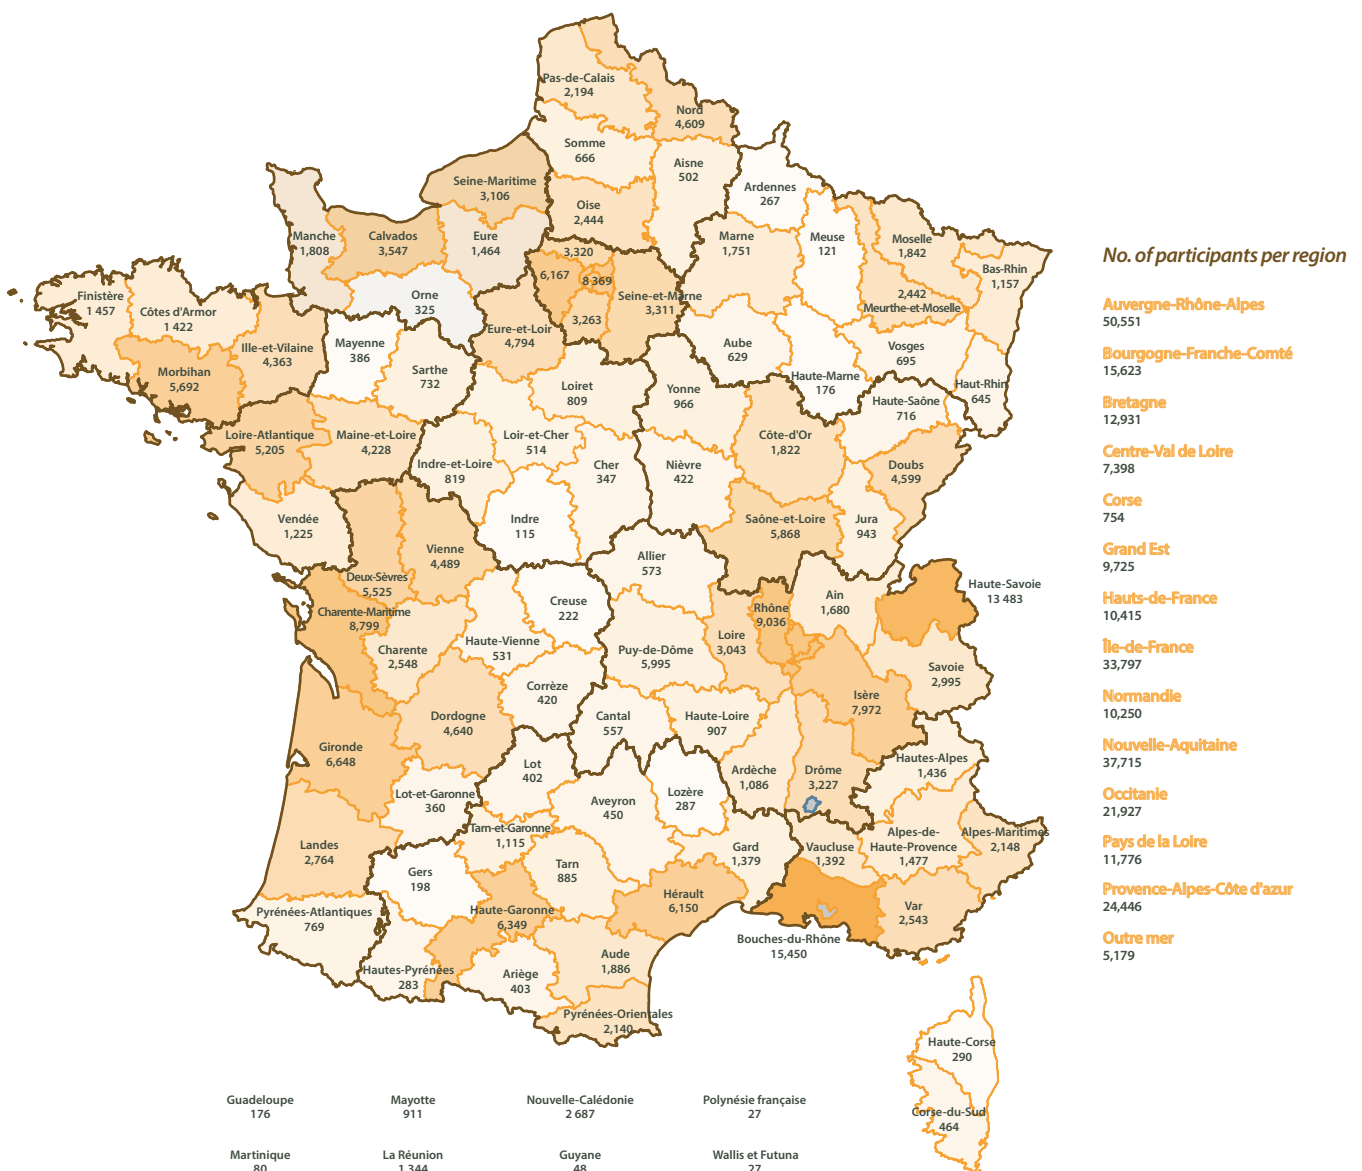 Pas-de-Calais
2,194
Nord
4,609
Somme
666
Aisne
502
Ardennes
267
Seine-Maritime
3,106
Oise
2,444
Manche
1,808
Calvados
3,547
Eure
1,464
3,320
6,167
8 369
3,263
Seine-et-Marne
3,311
Marne
1,751
Meuse
121
Moselle
1,842
2,442
Meurthe-et-Moselle
Bas-Rhin
1,157
Orne
325
Finistère
1 457
Côtes d'Armor
1 422
Ille-et-Vilaine
4,363
Morbihan
5,692
Mayenne
386
Sarthe
732
Eure-et-Loir
4,794
Loiret
809
Yonne
966
Aube
629
Haute-Marne
176
Vosges
695
Haut-Rhin
645
Haute-Saône
716
Loire-Atlantique
5,205
Maine-et-Loire
4,228
Indre-et-Loire
819
Loir-et-Cher
514
Cher
347
Nièvre
422
Côte-d'Or
1,822
Doubs
4,599
Vendée
1,225
Vienne
4,489
Indre
115
Saône-et-Loire
5,868
Jura
943
Deux-Sèvres
5,525
Allier
573
Charente-Maritime
8,799
Charente
2,548
Haute-Vienne
531
Creuse
222
Puy-de-Dôme
5,995
Loire
3,043
Rhône
9,036
Ain
1,680
Haute-Savoie
13 483
Savoie
2,995
Isère
7,972
Corrèze
420
Dordogne
4,640
Cantal
557
Haute-Loire
907
Gironde
6,648
Lot
402
Lot-et-Garonne
360
Aveyron
450
Lozère
287
Ardèche
1,086
Drôme
3,227
Hautes-Alpes
1,436
Landes
2,764
Tarn-et-Garonne
1,115
Tarn
885
Gard
1,379
Vaucluse
1,392
Alpes-de-
Haute-Provence
1,477
Alpes-Maritimes
2,148
Gers
198
Haute-Garonne
6,349
Hérault
6,150
Var
2,543
Bouches-du-Rhône
15,450
Pyrénées-Atlantiques
769
Hautes-Pyrénées
283
Ariège
403
Aude
1,886
Pyrénées-Orientales
2,140
Haute-Corse
290
Corse-du-Sud
464
Guadeloupe
176
Mayotte
911
Nouvelle-Calédonie
2 687
Polynésie française
27
Martinique
80
La Réunion
1 344
Guyane
48
Wallis et Futuna
27
No. of participants per region
Auvergne-Rhône-Alpes
50,551
Bourgogne-Franche-Comté
15,623
Bretagne
12,931
Centre-Val de Loire
7,398
Corse
754
Grand Est
9,725
Hauts-de-France
10,415
Île-de-France
33,797
Normandie
10,250
Nouvelle-Aquitaine
37,715
Occitanie
21,927
Pays de la Loire
11,776
Provence-Alpes-Côte d'azur
24,446
Outre mer
5,179